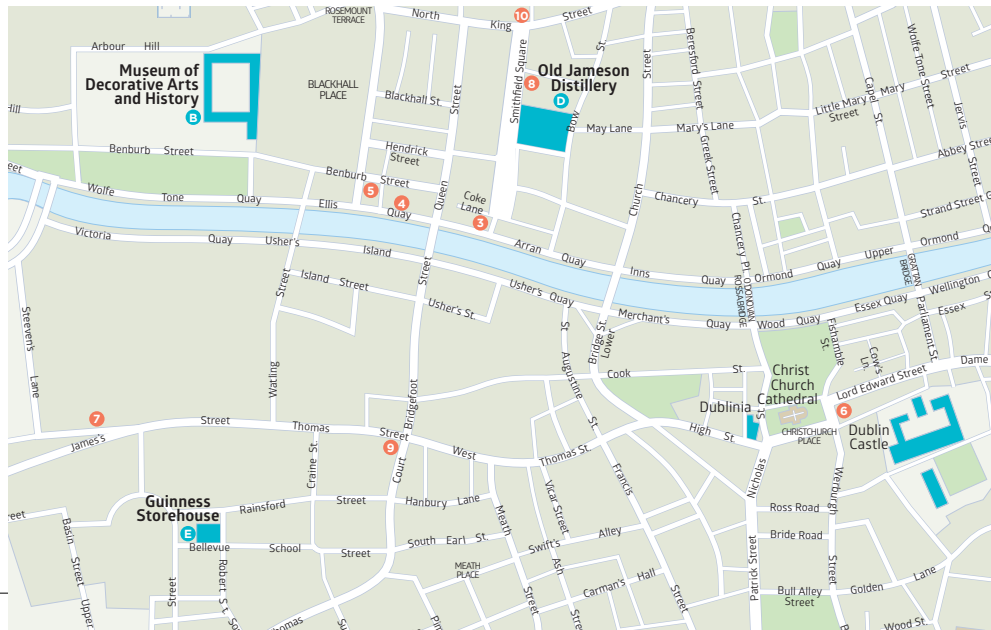 ROSEMOUNT
TERRACE
North King Street
10
Arbour Hill
Museum of
Decorative Arts
and History
B
BLACKHALL
PLACE
Blackhall St.
Street
Smithfield Square
8
Old Jameson
Distillery
D
Bow St.
Street
Beresford Street
Wolfe Tone Street
Capel St.
Little Mary Street
Mary Street
Jervis Street
Hill
May Lane
Mary's Lane
Greek Street
Abbey Street
Benburb Street
Hendrick
Street
Benburb Street
5
4
Queen
Coke
Lane
3
Church
Chancery St.
Chancery Pl.
Strand Street G
Wolfe Tone Quay
Ellis Quay
Arran Quay
Inns Quay
Ormond Quay Upper
Ormond Qu
O'DONOVAN
ROSSABRIDGE
GRATTAN
BRIDGE
eet
Victoria Quay
Usher's Island
Usher's Quay
Merchant's Quay
Wood Quay
Essex Quay
Wellington Q
Essex St
Street
Island Street
Street
Usher's St.
St.
Augustine St.
Bridge St.
Lower
Fishamble
St.
Cow's
Ln.
Parliament St.
Steeven's Lane
Watling
Bridgefoot
Cook St.
Christ
Church
Cathedral
Lord Edward Street
Dame
Dublinia
St.
6
CHRISTCHURCH
PLACE
Dublin
Castle
7
James's Street
Thomas Street
9
West
Thomas St.
High St.
Nicholas
Werburgh
Craine St.
Court
Francis
Vicar Street
Guinness
Storehouse
E
Rainsford Street
Hanbury Lane
Meath
Ross Road
Bride Road
eet
Basin Street Upper
Bellevue
School Street
South Earl St.
Swift's Alley
MEATH
PLACE
Ash
Carman's Hall
Street
Robert St.
Street
Street
Street
Patrick Street
Street
Bull Alley
Street
Golden Lane
Wood St.
homas